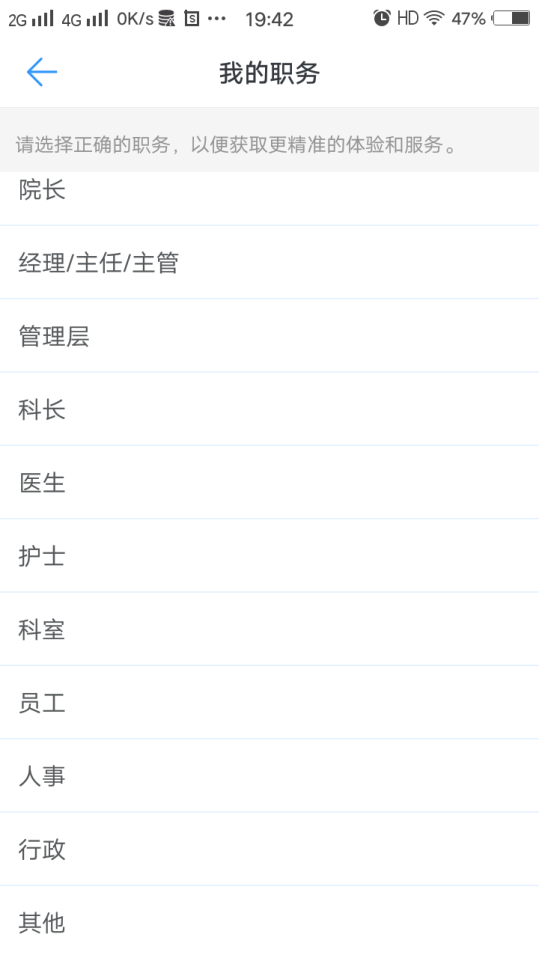 2G 4G 0K/s S ··· 19:42 HD 47%
我的职务
请选择正确的职务，以便获取更精准的体验和服务。
院长
经理/主任/主管
管理层
科长
医生
护士
科室
员工
人事
行政
其他